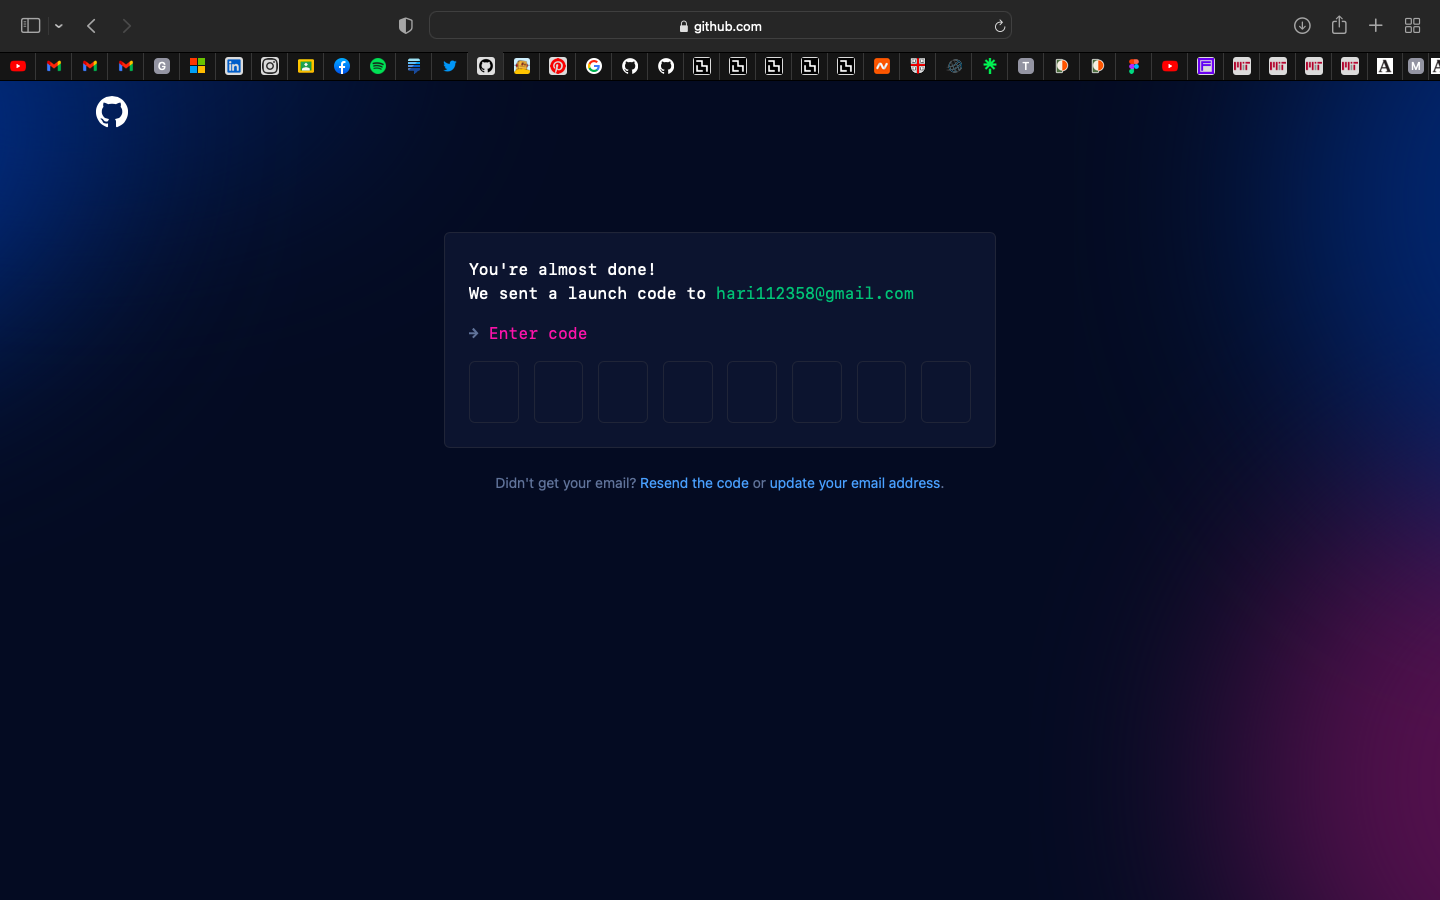 github.com
You're almost done!
We sent a launch code to hari112358@gmail.com
→ Enter code
Didn't get your email? Resend the code or update your email address.